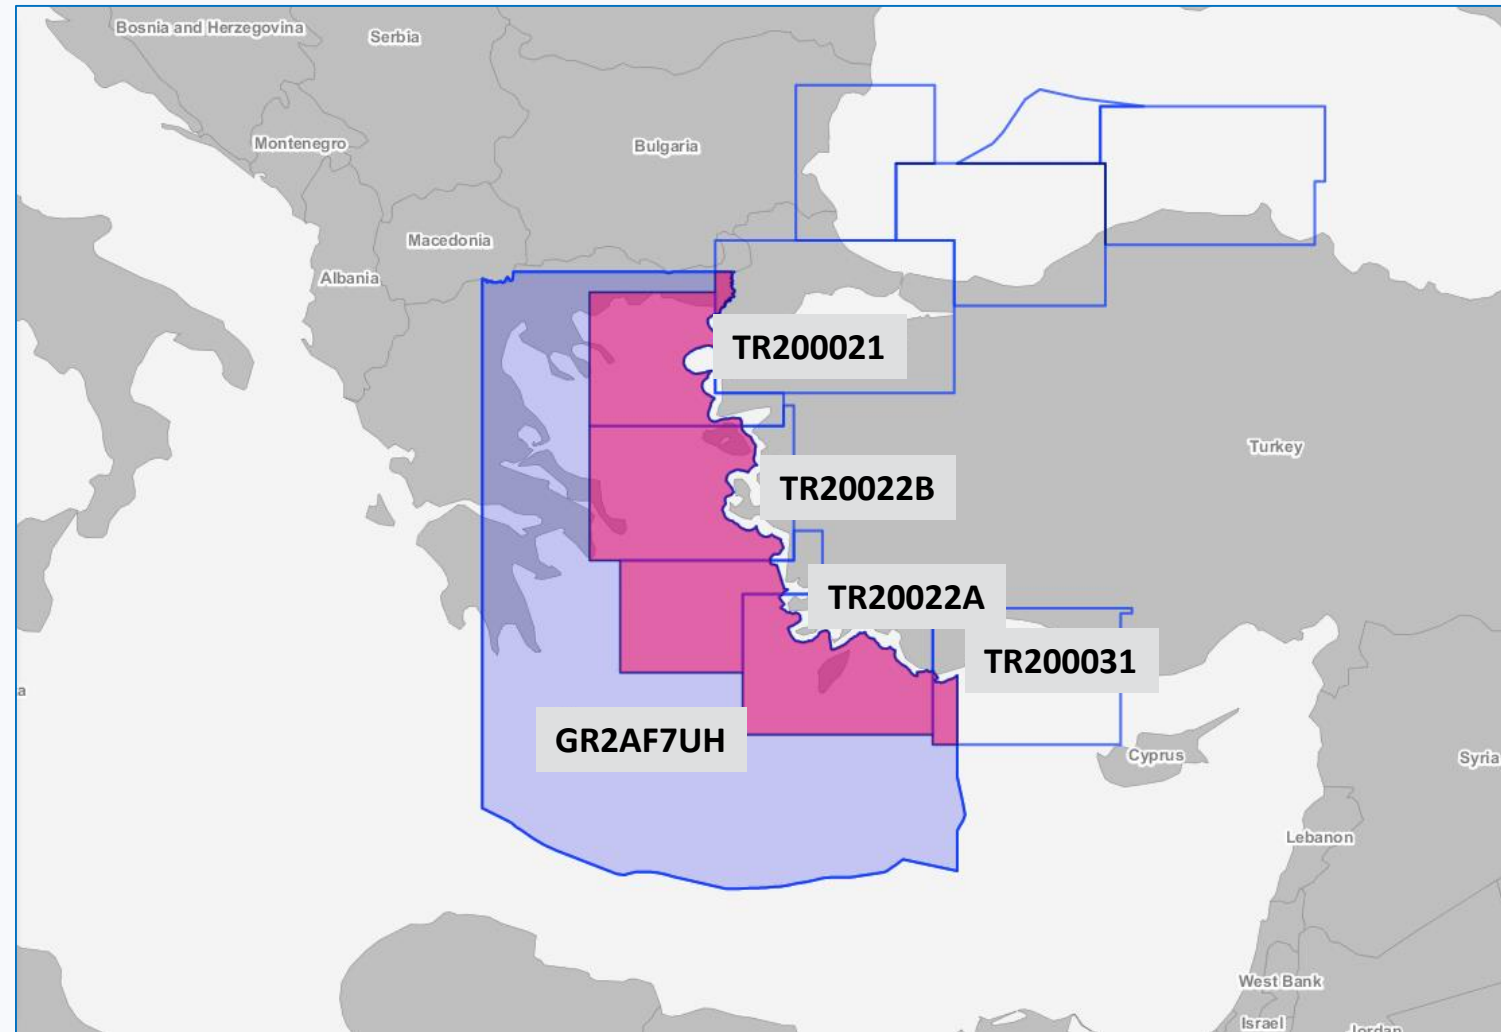 Bosnia and Herzegovina
Serbia
Montenegro
Bulgaria
Macedonia
Albania
TR200021
Turkey
TR20022B
TR20022A
TR200031
a
GR2AF7UH
Cyprus
Syria
Lebanon
West Bank
Israel
Jordan